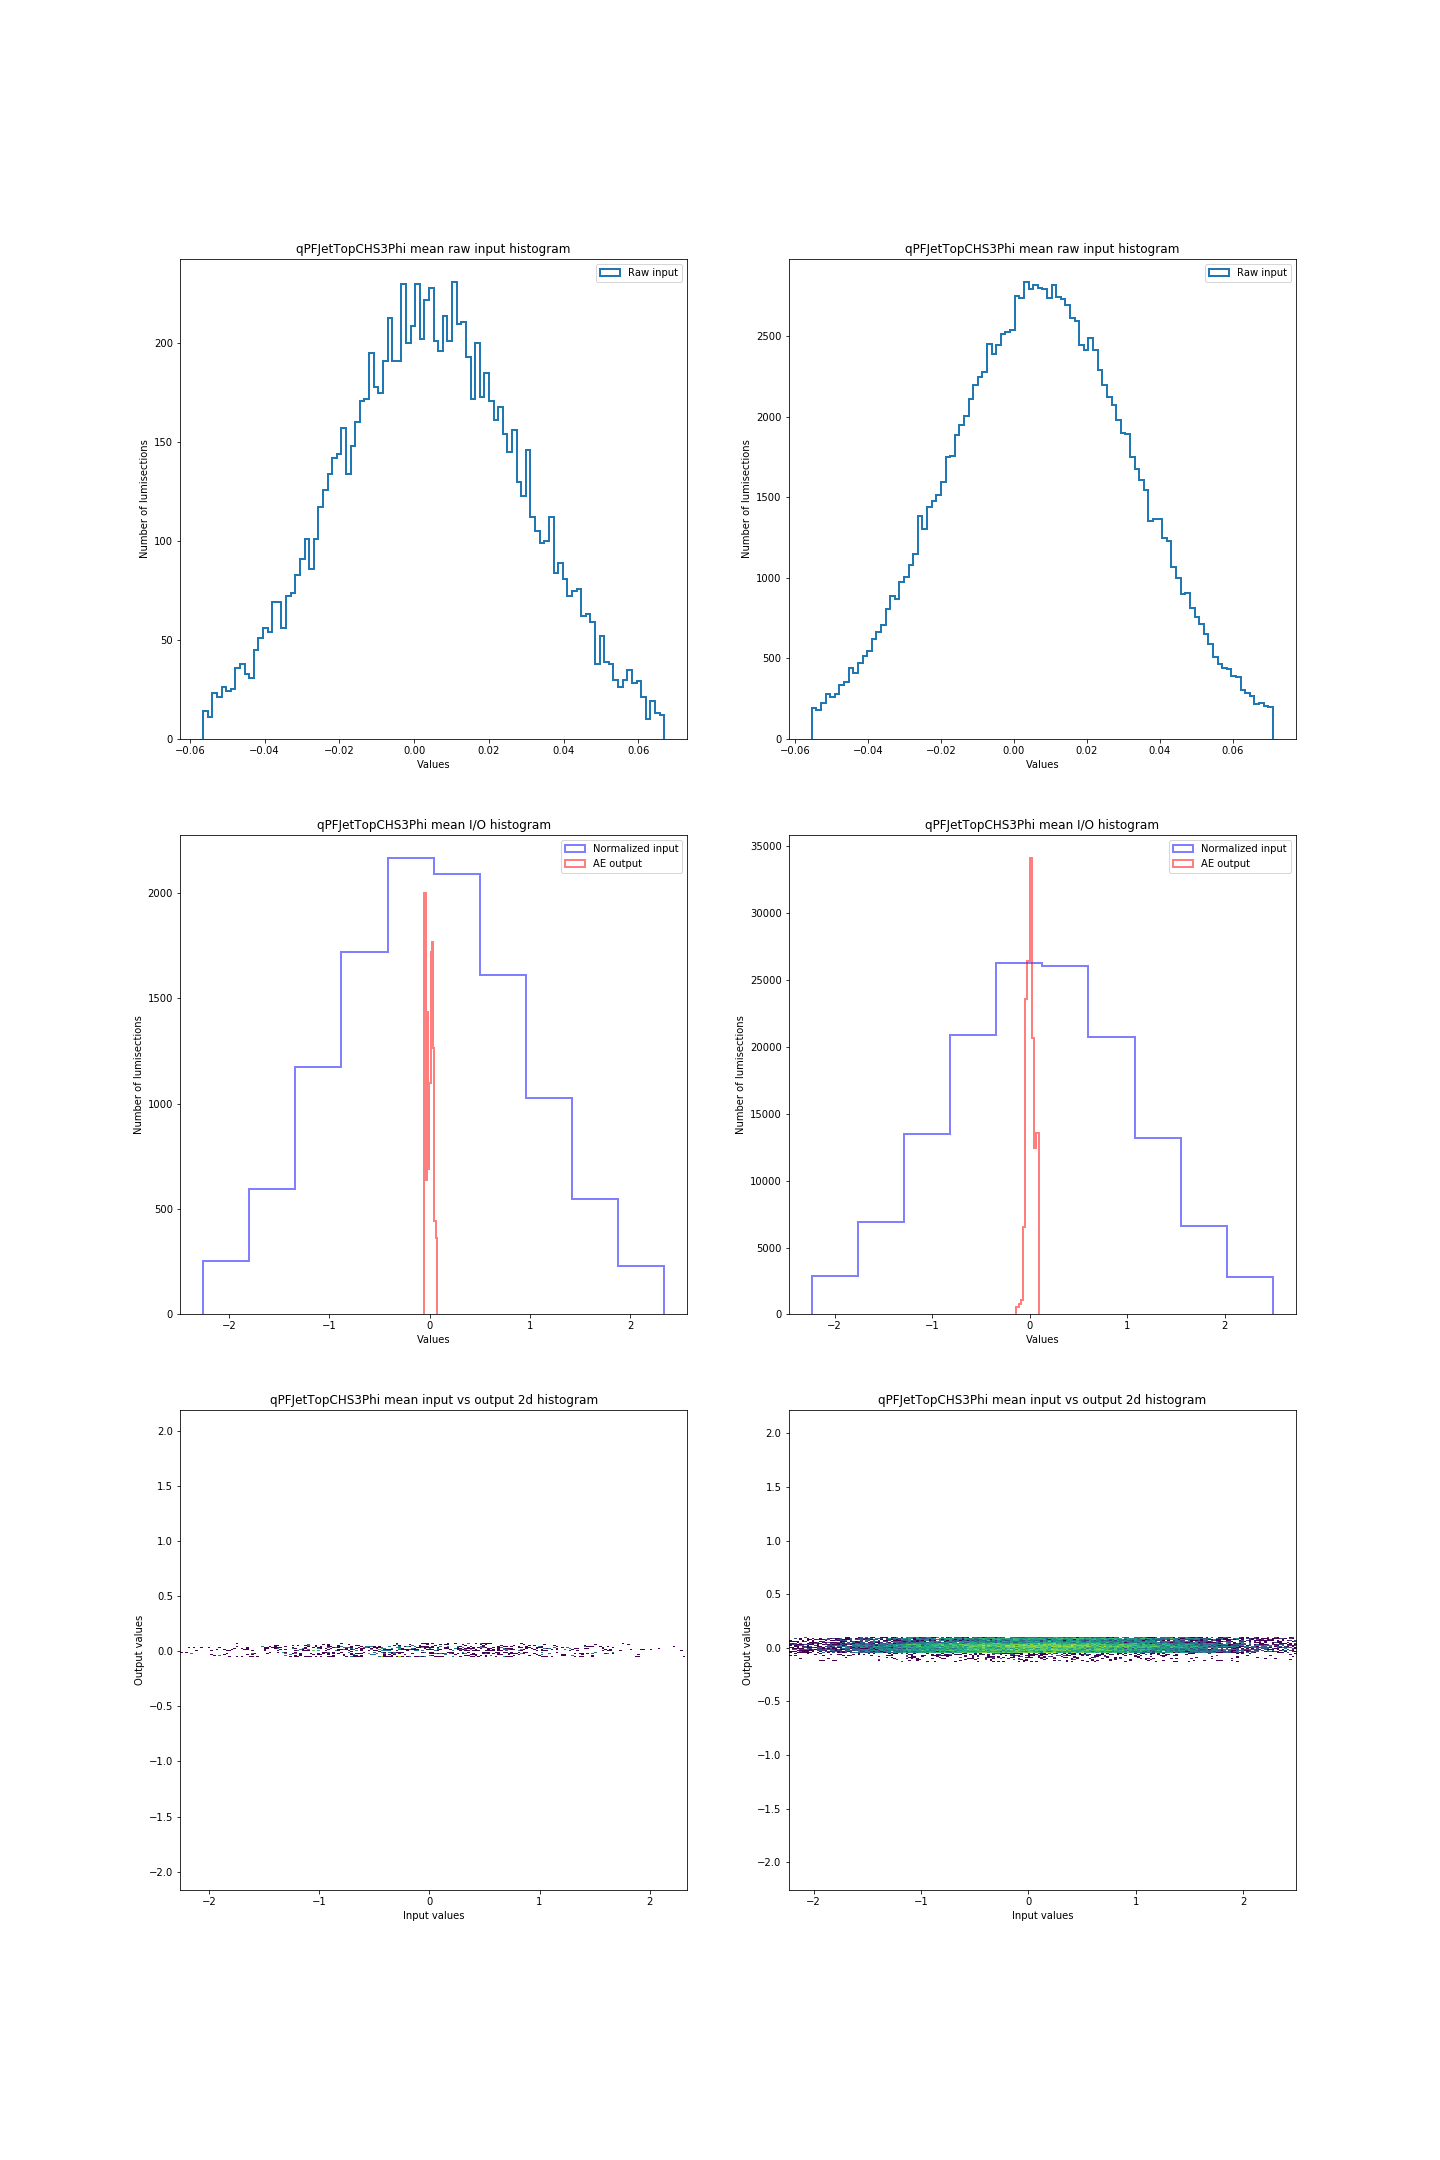 qPFJetTopCHS3Phi mean raw input histogram
Raw input
Number of lumisections
200
150
100
50
0
−0.06 −0.04 −0.02 0.00 0.02 0.04 0.06
Values
qPFJetTopCHS3Phi mean raw input histogram
Raw input
Number of lumisections
2500
2000
1500
1000
500
0
−0.06 −0.04 −0.02 0.00 0.02 0.04 0.06
Values
qPFJetTopCHS3Phi mean I/O histogram
Normalized input
AE output
Number of lumisections
2000
1500
1000
500
0
−2 −1 0 1 2
Values
qPFJetTopCHS3Phi mean I/O histogram
Normalized input
AE output
Number of lumisections
35000
30000
25000
20000
15000
10000
5000
0
−2 −1 0 1 2
Values
qPFJetTopCHS3Phi mean input vs output 2d histogram
Output values
2.0
1.5
1.0
0.5
0.0
−0.5
−1.0
−1.5
−2.0
−2 −1 0 1 2
Input values
qPFJetTopCHS3Phi mean input vs output 2d histogram
Output values
2.0
1.5
1.0
0.5
0.0
−0.5
−1.0
−1.5
−2.0
−2 −1 0 1 2
Input values